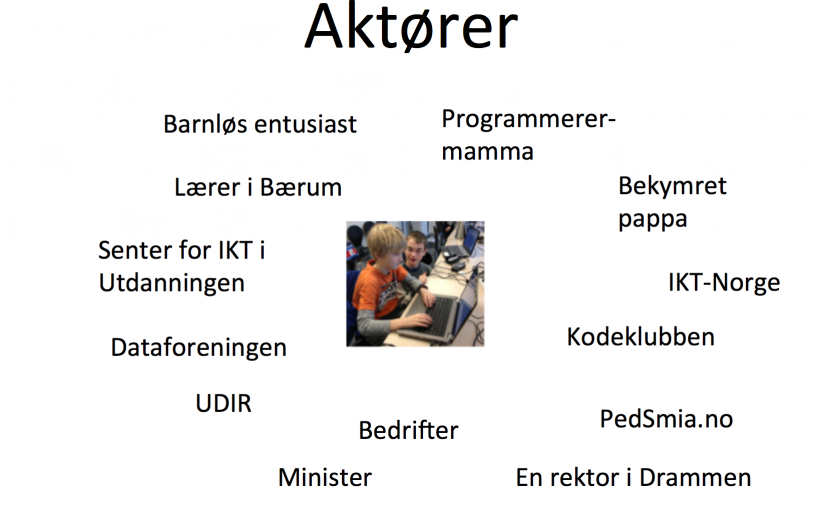 Aktører
Barnløs entusiast
Programmerer-
mamma
Lærer i Bærum
Bekymret
pappa
Senter for IKT i
Utdanningen
IKT-Norge
Dataforeningen
Kodeklubben
UDIR
Bedrifter
PedSmia.no
Minister
En rektor i Drammen